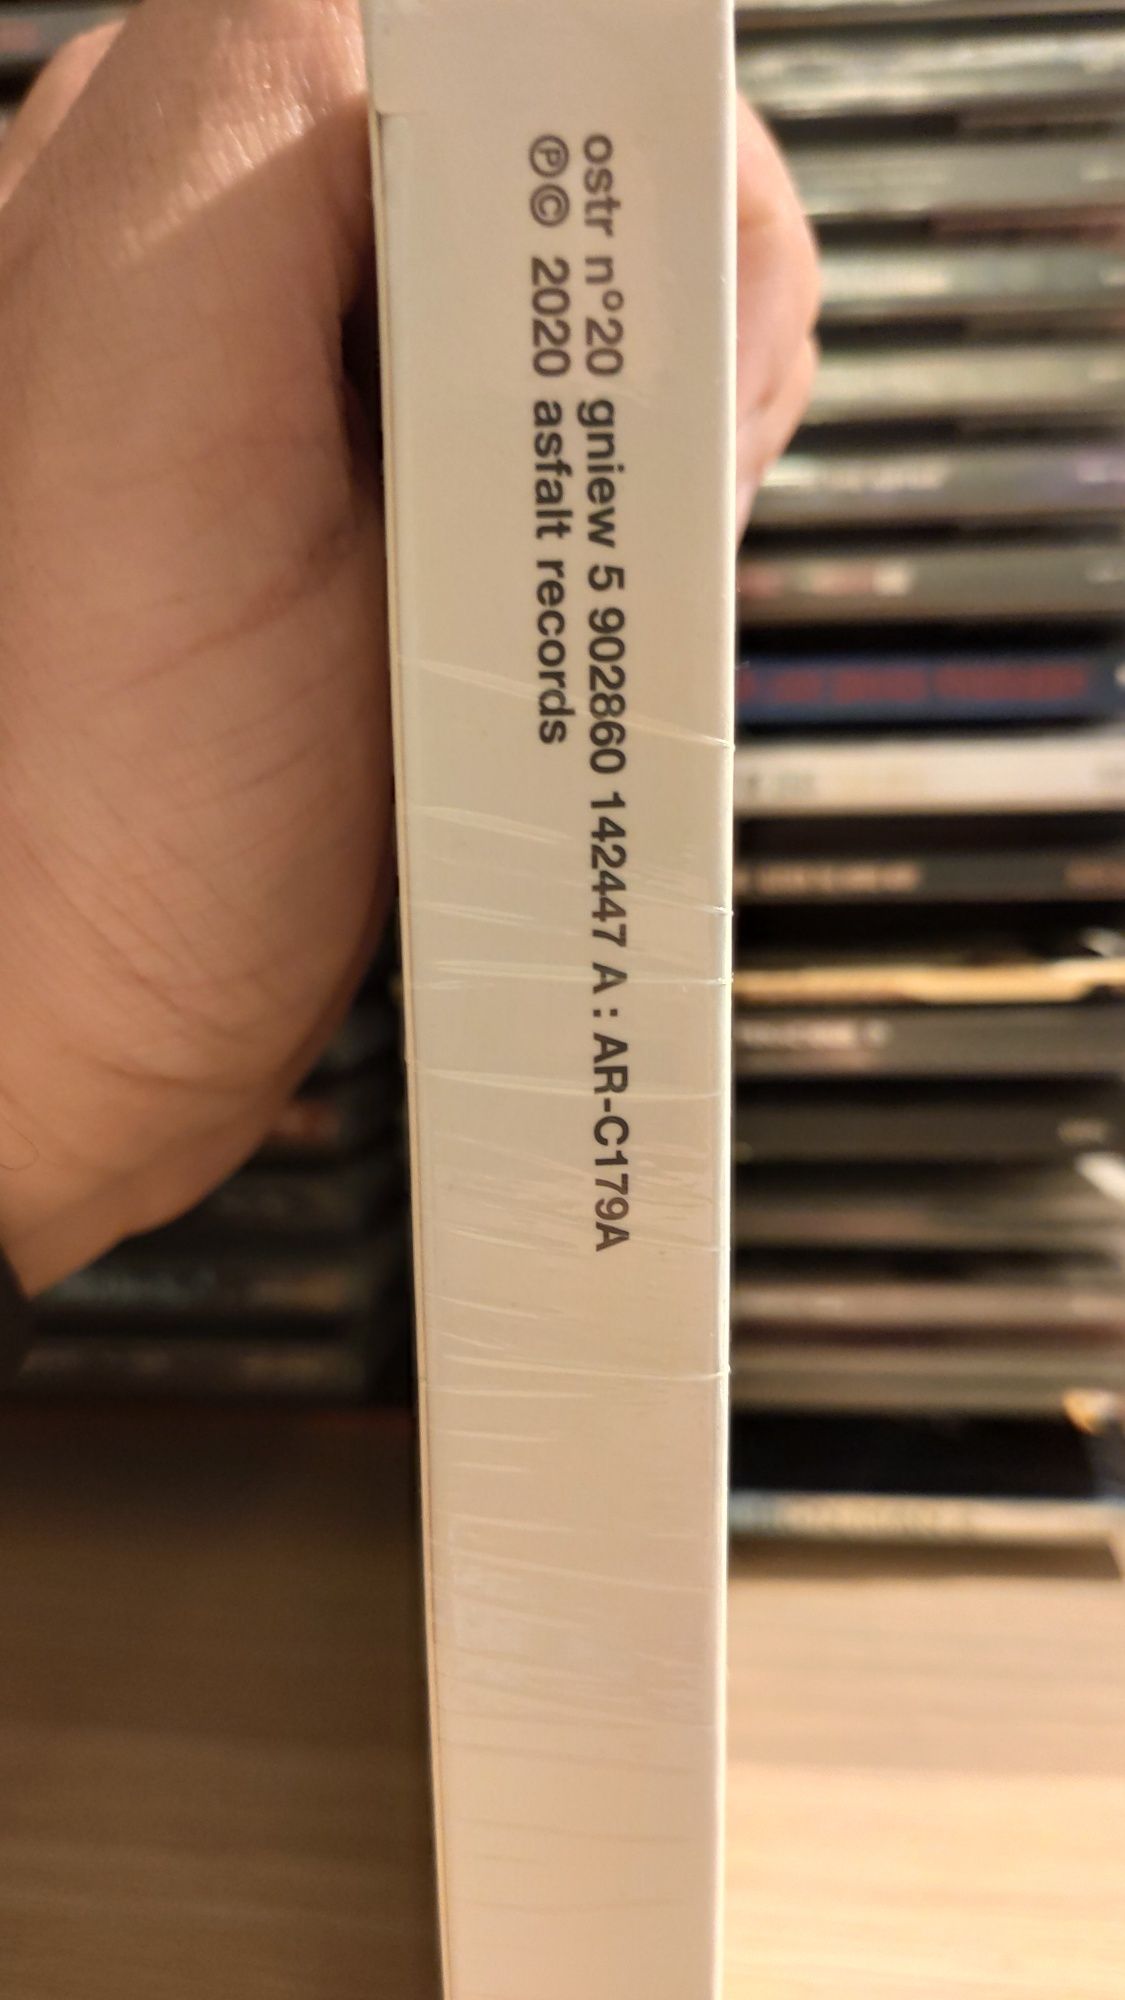 ostr n°20 gniew 5 902860 142447 A : AR-C179A
℗© 2020 asfalt records